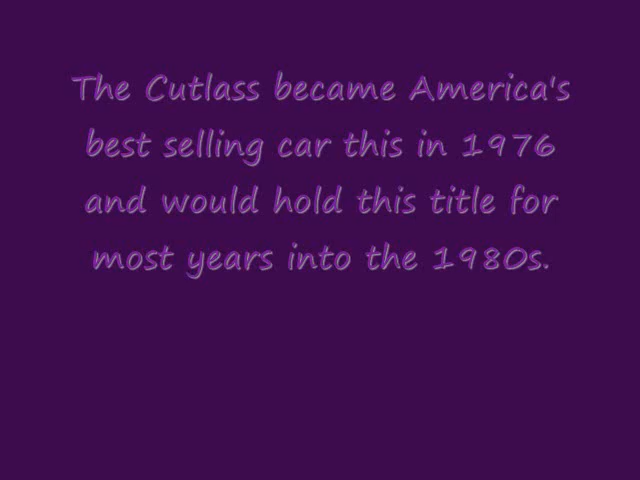 The Cutlass became America's
best selling car this in 1976
and would hold this title for
most years into the 1980s.